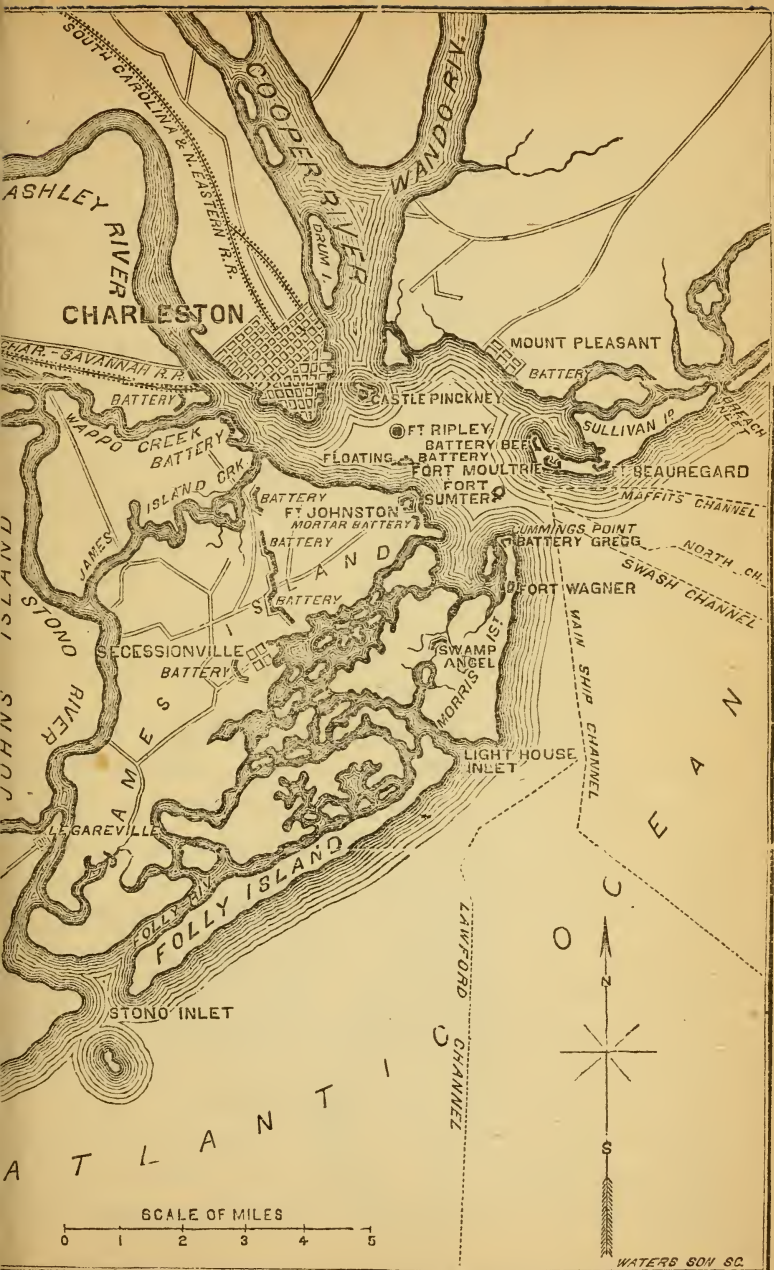 SOUTH CAROLINA & N. EASTERN R.R.
COOPER RIVER
WANDO RIV.
ASHLEY RIVER
DRUM I.
CHARLESTON
CHAR.-SAVANNAH R.R.
BATTERY
MOUNT PLEASANT
BATTERY
CASTLE PINCKNEY
WAPPO CREEK
BATTERY
FT RIPLEY
BATTERY BEE
FLOATING BATTERY
FORT MOULTRIE
SULLIVAN ID
BREACH INLET
FT BEAUREGARD
FORT SUMTER
MAFFITS CHANNEL
JAMES ISLAND CRK
BATTERY
FT JOHNSTON
MORTAR BATTERY
BATTERY
CUMMINGS POINT
BATTERY GREGG
NORTH CH.
SWASH CHANNEL
FORT WAGNER
BATTERY
JOHNS ISLAND
STONO RIVER
SECESSIONVILLE
BATTERY
JAMES ISLAND
SWAMP ANGEL
MORRIS IST
MAIN SHIP CHANNEL
LIGHT HOUSE INLET
LEGAREVILLE
FOLLY RIV.
FOLLY ISLAND
LAWFORD CHANNEL
STONO INLET
ATLANTIC OCEAN
N
S
SCALE OF MILES
0 1 2 3 4 5
WATERS SON SC.